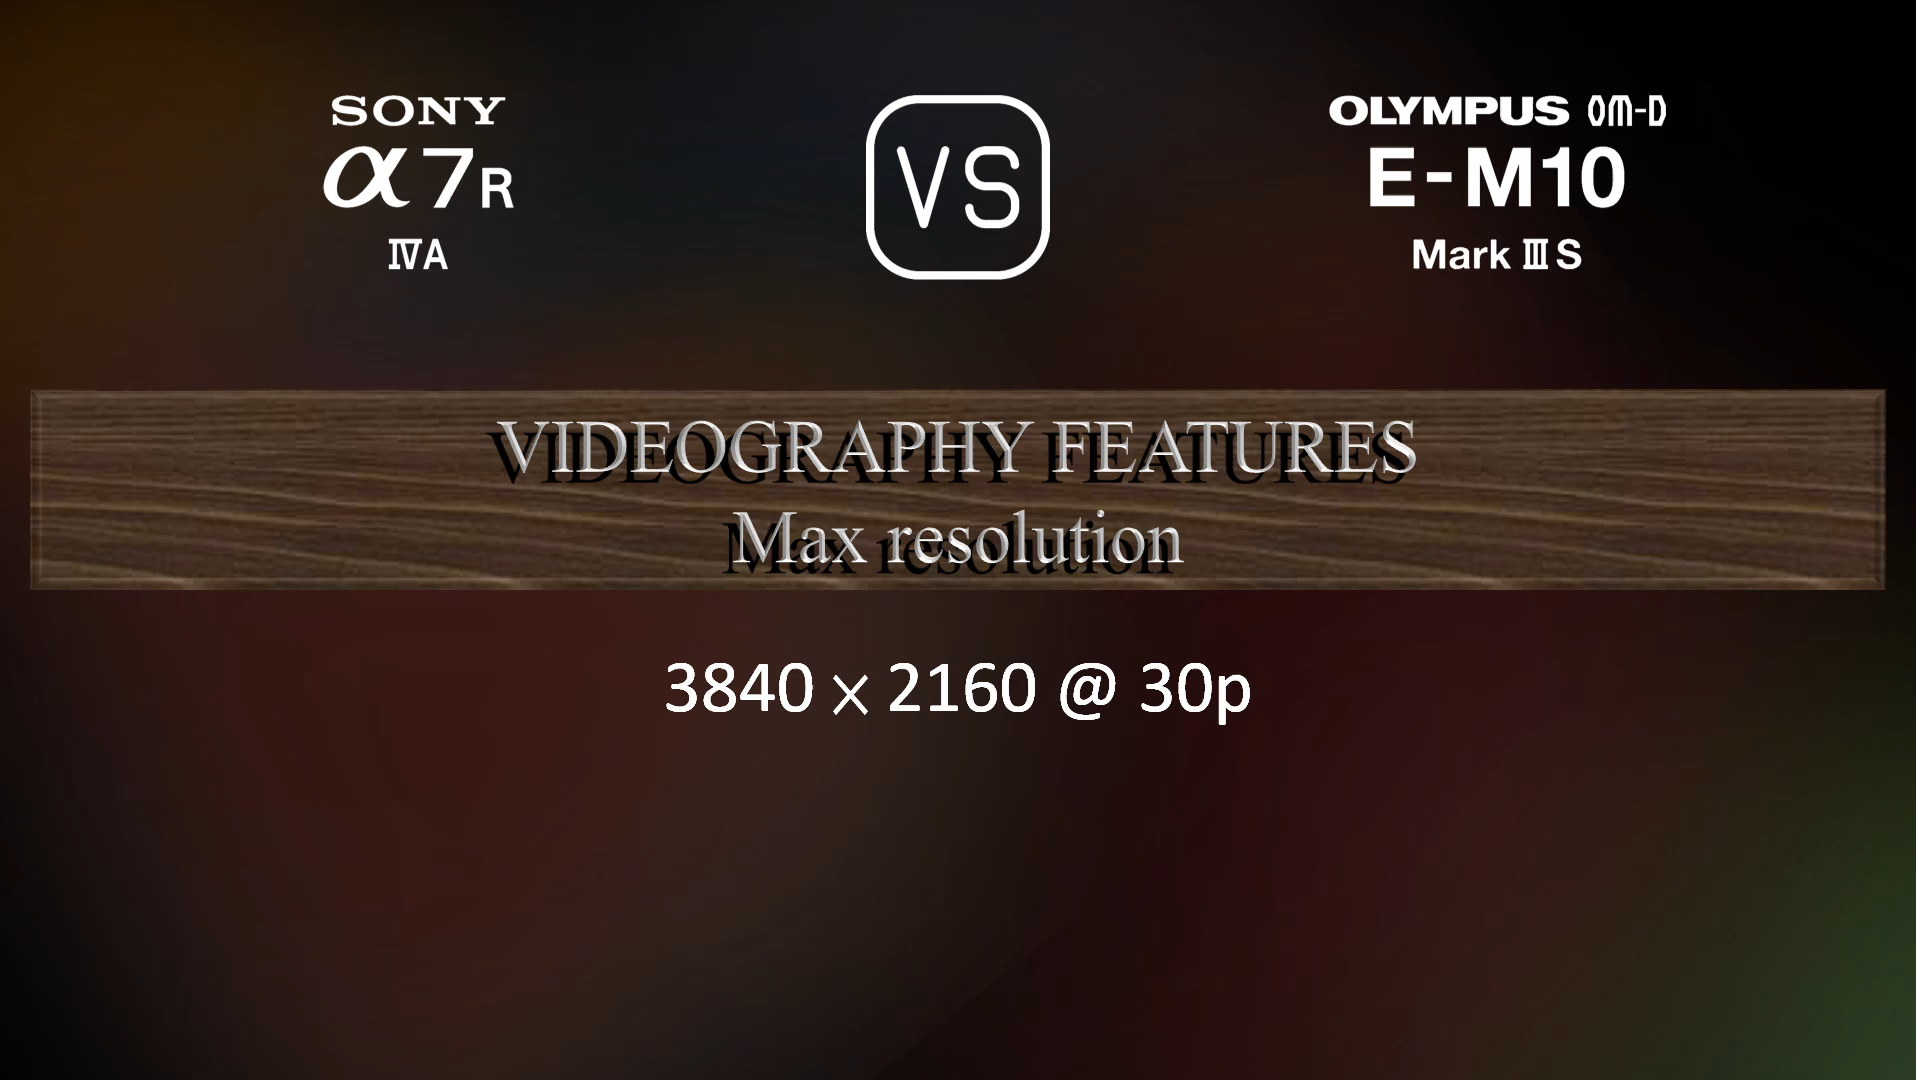 SONY
α7R
ⅣA
VS
OLYMPUS OM-D
E-M10
Mark Ⅲ S
VIDEOGRAPHY FEATURES
Max resolution
3840 x 2160 @ 30p